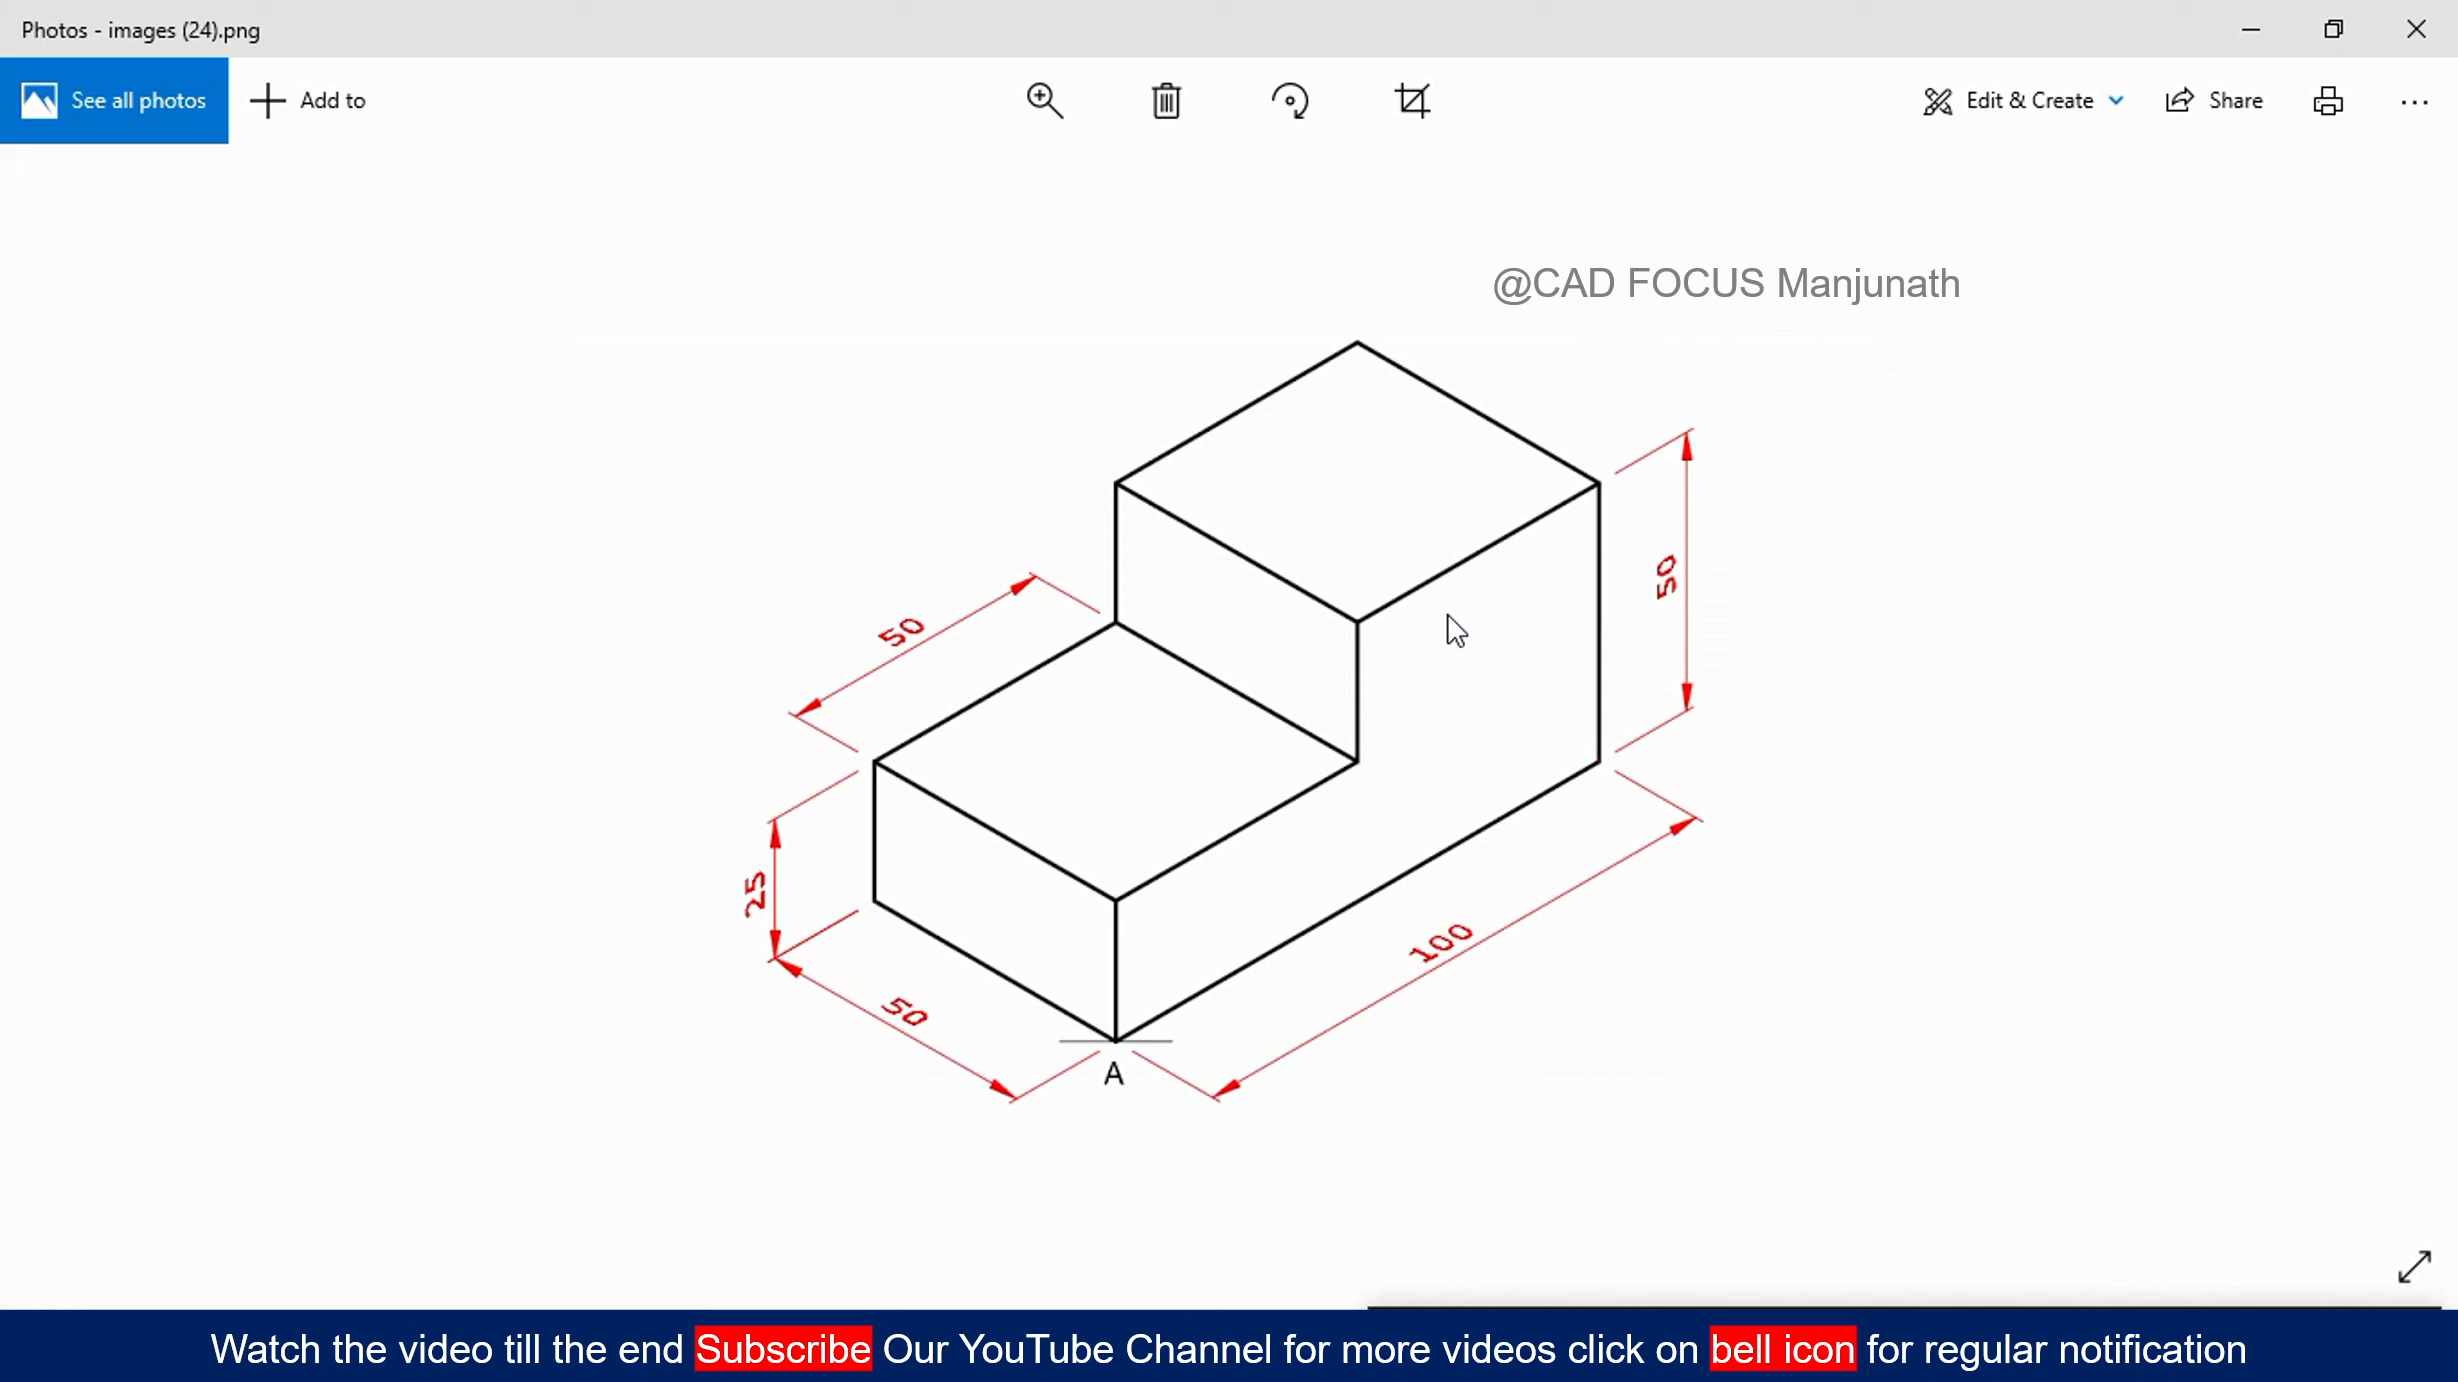 Photos - images (24).png
See all photos
Add to
Edit & Create
Share
@CAD FOCUS Manjunath
50
50
25
50
100
A
Watch the video till the end Subscribe Our YouTube Channel for more videos click on bell icon for regular notification